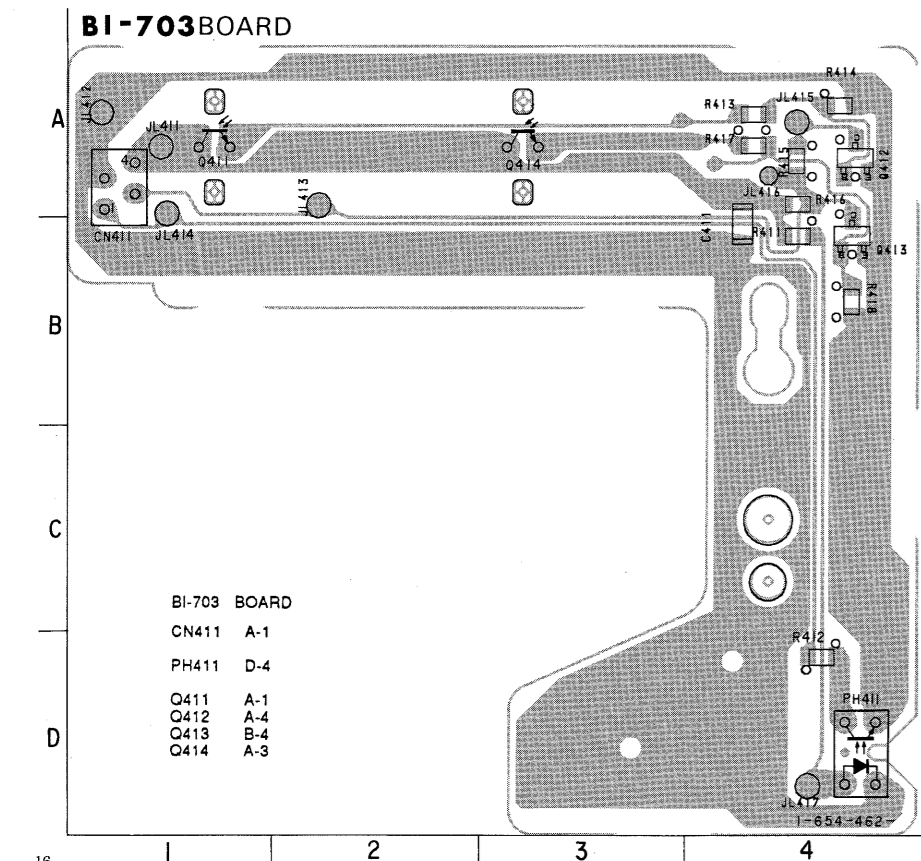 BI-703BOARD
R414
JL412
A
R413
JL415
JL411
R417
Q411
Q414
R415
Q412
4
JL413
JL416
R416
1
C411
R411
CN411
JL414
Q413
R418
B
C
BI-703 BOARD
CN411 A-1
PH411 D-4
Q411 A-1
Q412 A-4
Q413 B-4
Q414 A-3
R412
PH411
D
JL417
1-654-462-
16
1
2
3
4